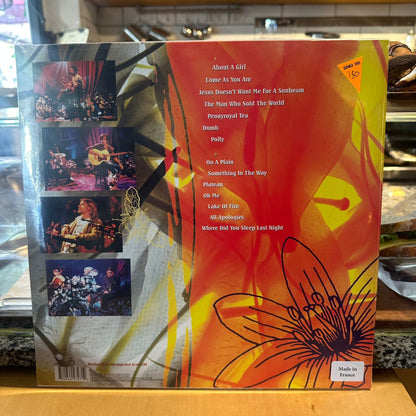 About A Girl
Come As You Are
Jesus Doesn't Want Me For A Sunbeam
The Man Who Sold The World
Pennyroyal Tea
Dumb
Polly
On A Plain
Something In The Way
Plateau
Oh Me
Lake Of Fire
All Apologies
Where Did You Sleep Last Night
150
Made in
France